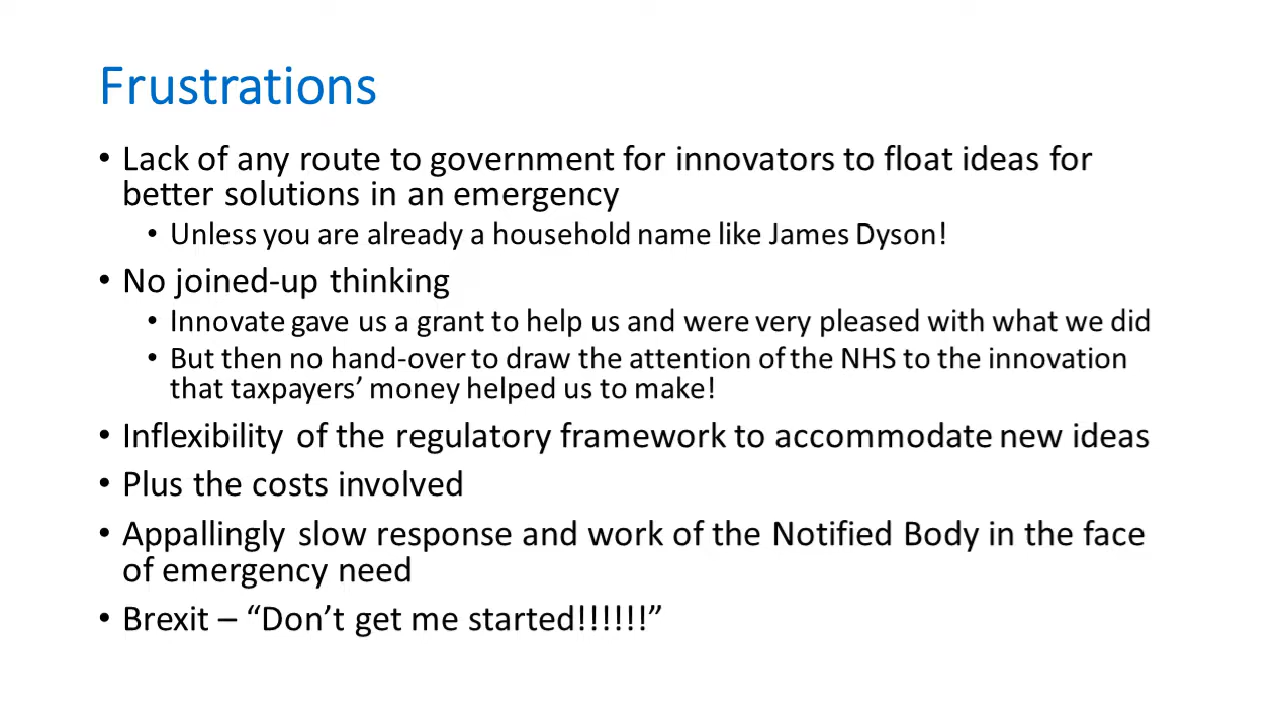 Frustrations
• Lack of any route to government for innovators to float ideas for
better solutions in an emergency
• Unless you are already a household name like James Dyson!
• No joined-up thinking
• Innovate gave us a grant to help us and were very pleased with what we did
• But then no hand-over to draw the attention of the NHS to the innovation
that taxpayers’ money helped us to make!
• Inflexibility of the regulatory framework to accommodate new ideas
• Plus the costs involved
• Appallingly slow response and work of the Notified Body in the face
of emergency need
• Brexit – “Don’t get me started!!!!!!!”